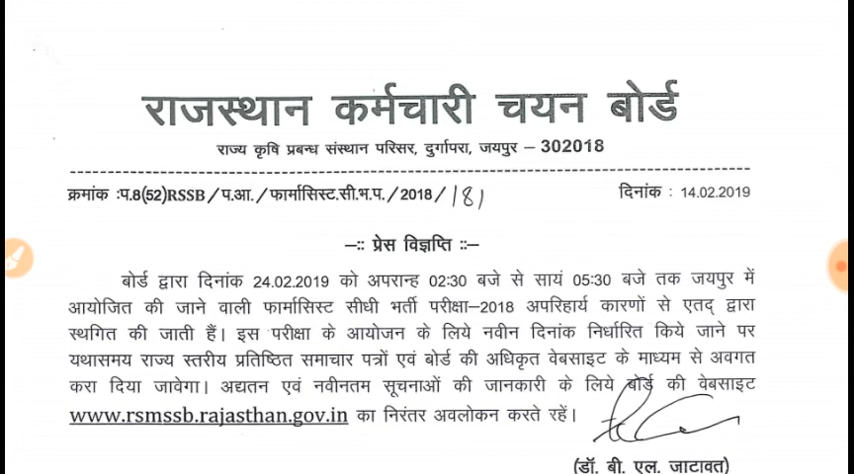 राजस्थान कर्मचारी चयन बोर्ड
राज्य कृषि प्रबन्ध संस्थान परिसर, दुर्गापरा, जयपुर – 302018
क्रमांक :प.8(52)RSSB/प.आ./फार्मासिस्ट.सी.भ.प./2018/181 दिनांक : 14.02.2019
–:: प्रेस विज्ञप्ति ::–
बोर्ड द्वारा दिनांक 24.02.2019 को अपरान्ह 02:30 बजे से सायं 05:30 बजे तक जयपुर में
आयोजित की जाने वाली फार्मासिस्ट सीधी भर्ती परीक्षा–2018 अपरिहार्य कारणों से एतद् द्वारा
स्थगित की जाती हैं। इस परीक्षा के आयोजन के लिये नवीन दिनांक निर्धारित किये जाने पर
यथासमय राज्य स्तरीय प्रतिष्ठित समाचार पत्रों एवं बोर्ड की अधिकृत वेबसाइट के माध्यम से अवगत
करा दिया जावेगा। अद्यतन एवं नवीनतम सूचनाओं की जानकारी के लिये बोर्ड की वेबसाइट
www.rsmssb.rajasthan.gov.in का निरंतर अवलोकन करते रहें।
(डॉ. बी. एल. जाटावत)